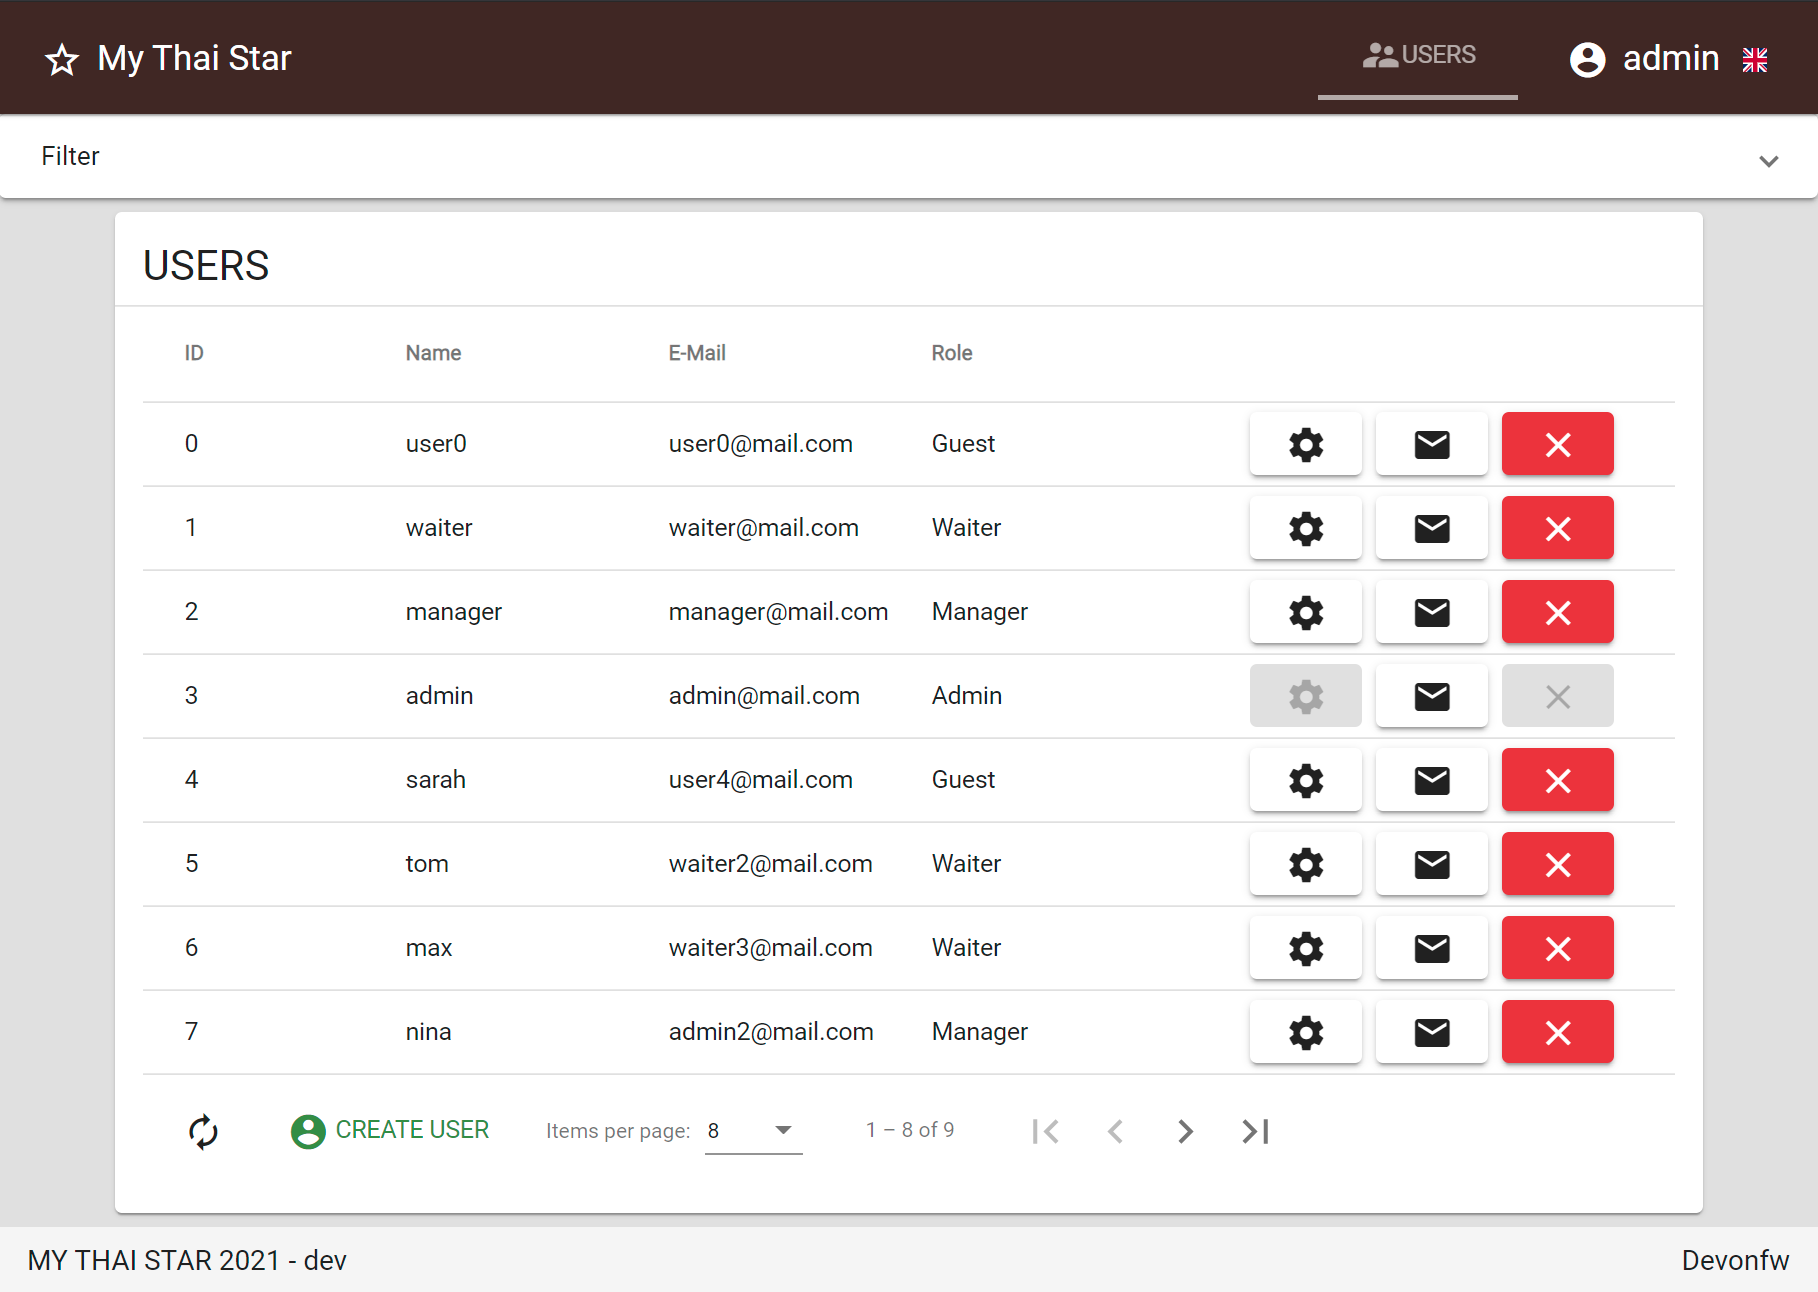 My Thai Star USERS admin
Filter
USERS
ID Name E-Mail Role
0 user0 user0@mail.com Guest
1 waiter waiter@mail.com Waiter
2 manager manager@mail.com Manager
3 admin admin@mail.com Admin
4 sarah user4@mail.com Guest
5 tom waiter2@mail.com Waiter
6 max waiter3@mail.com Waiter
7 nina admin2@mail.com Manager
CREATE USER Items per page: 8 1 – 8 of 9
MY THAI STAR 2021 - dev Devonfw